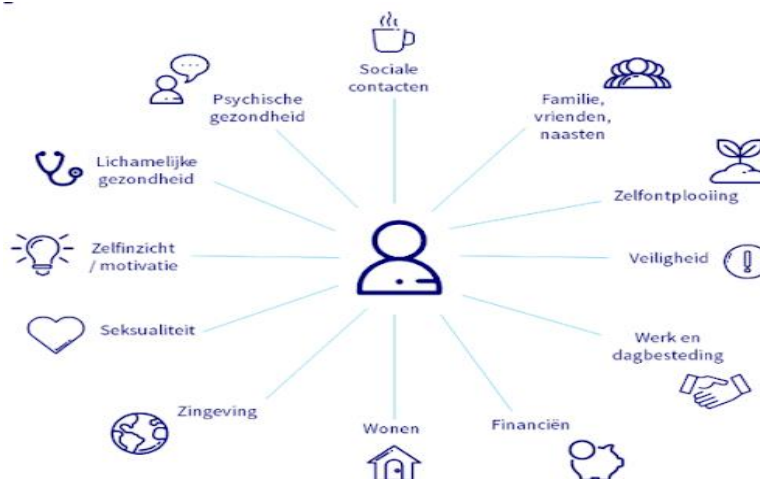 Sociale
contacten
Familie,
vrienden,
naasten
Zelfontplooiing
Veiligheid
Werk en
dagbesteding
Financiën
Wonen
Zingeving
Seksualiteit
Zelfinzicht
/ motivatie
Lichamelijke
gezondheid
Psychische
gezondheid